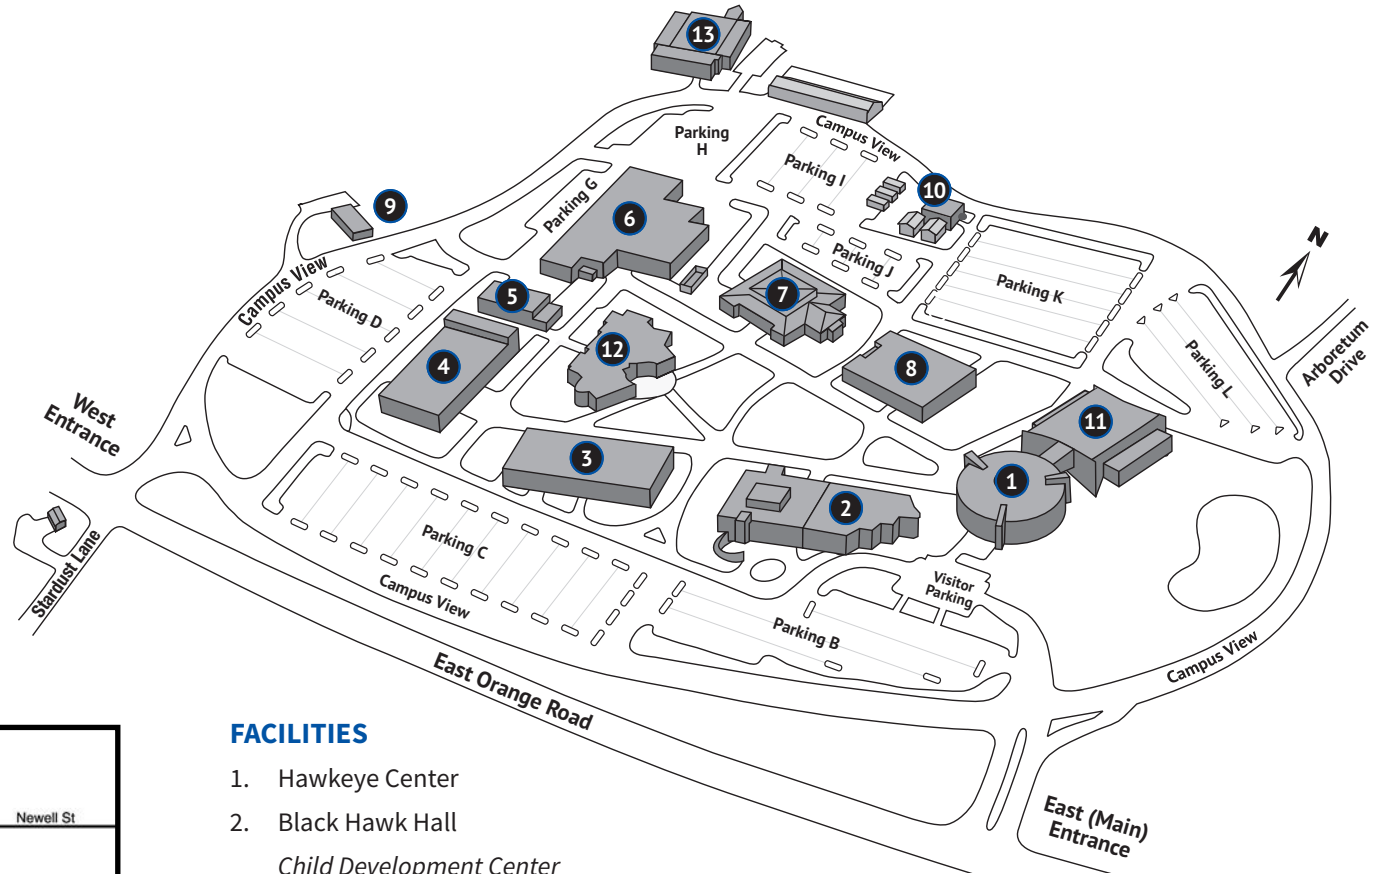 13
Parking
H
Campus View
Parking I
10
9
Parking G
6
N
Parking J
Parking K
Campus View
Parking D
5
7
12
4
8
Parking L
Arboretum
Drive
West
Entrance
11
3
1
2
Parking C
Stardust Lane
Campus View
Visitor
Parking
Parking B
Campus View
East Orange Road
East (Main)
Entrance
Newell St
FACILITIES
1. Hawkeye Center
2. Black Hawk Hall
Child Development Center